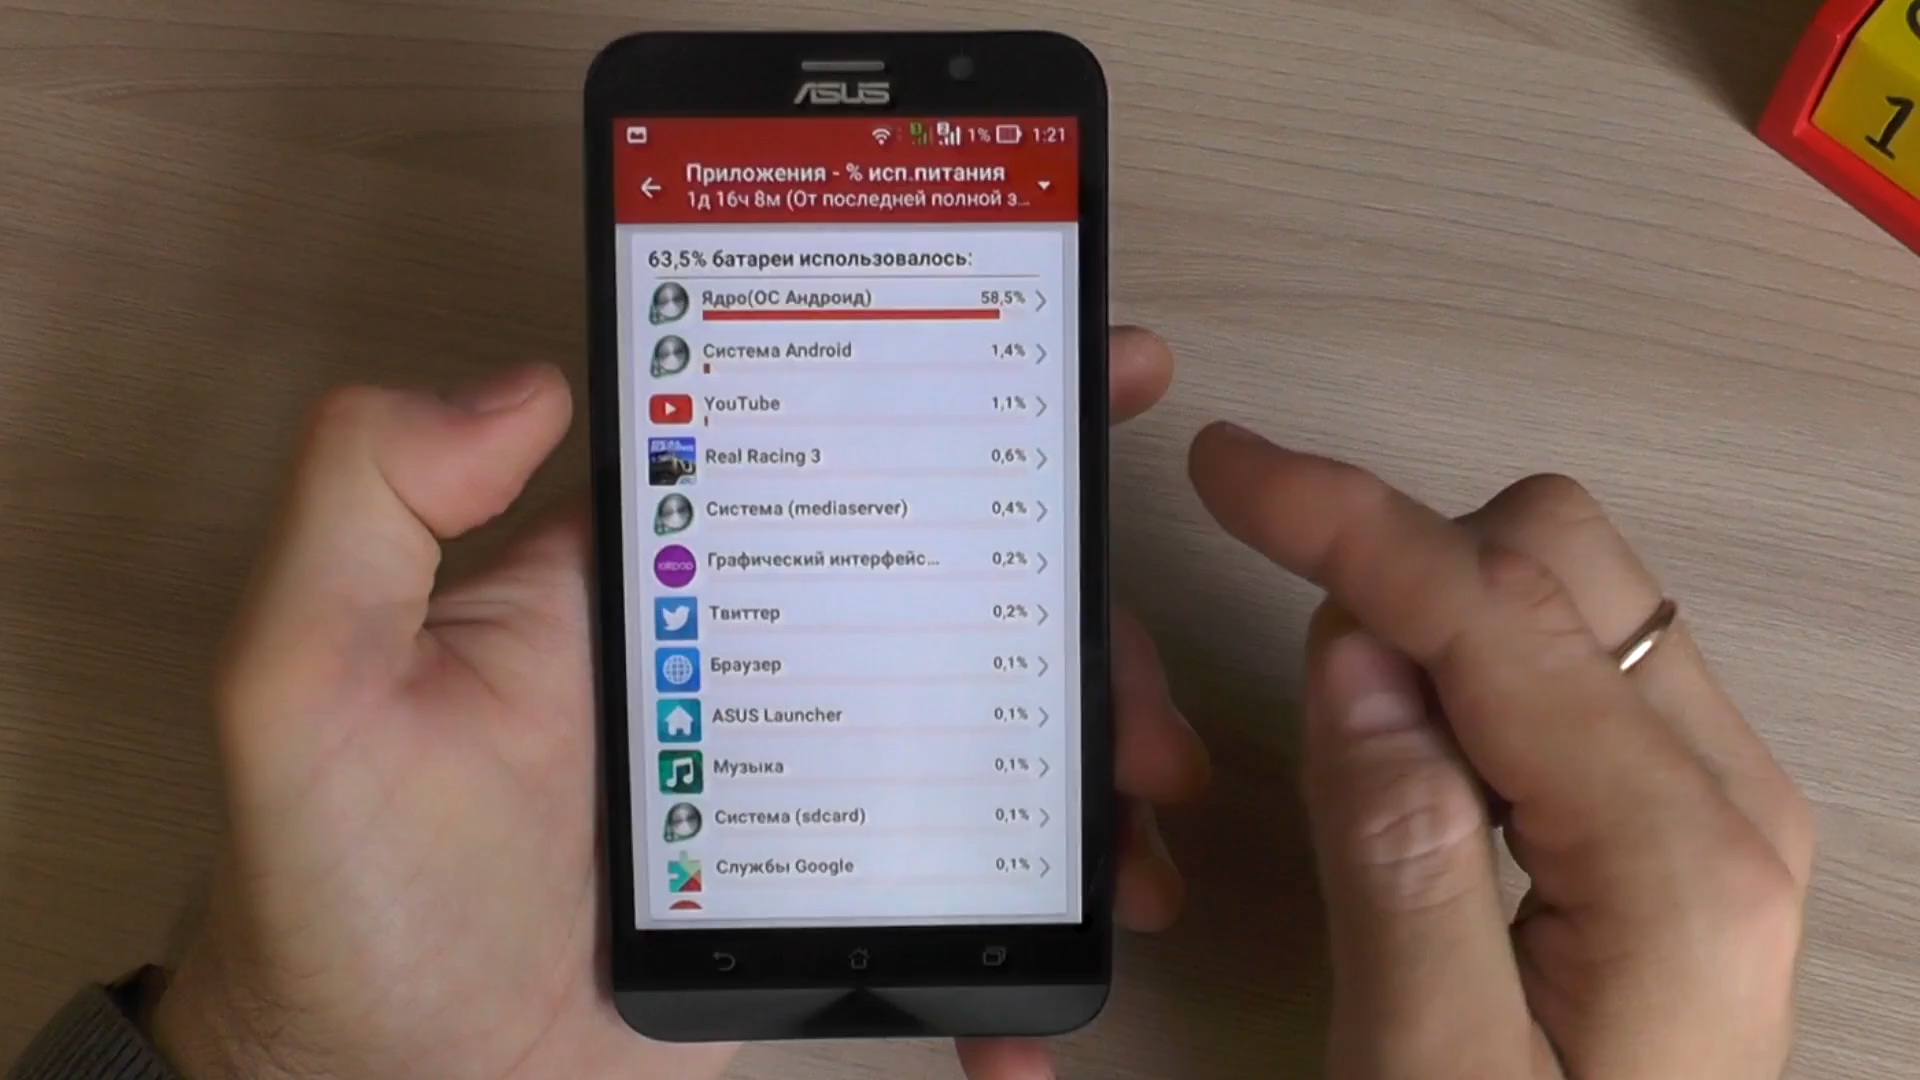 ASUS
1% 1:21
Приложения - % исп.питания
1д 16ч 8м (От последней полной з...
63,5% батареи использовалось:
Ядро(ОС Андроид) 58,5%
Система Android 1,4%
YouTube 1,1%
Real Racing 3 0,6%
Система (mediaserver) 0,4%
Графический интерфейс... 0,2%
Твиттер 0,2%
Браузер 0,1%
ASUS Launcher 0,1%
Музыка 0,1%
Система (sdcard) 0,1%
Службы Google 0,1%
1